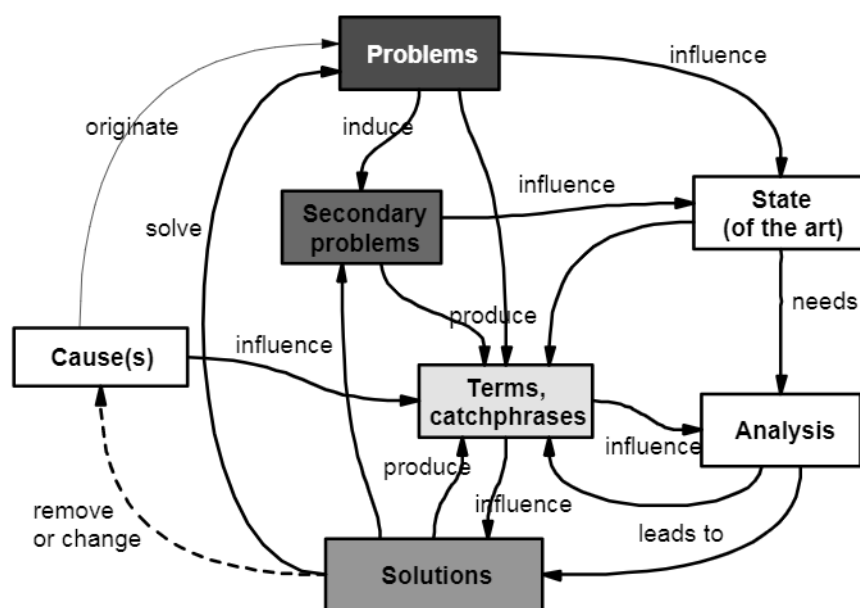 Problems
influence
originate
induce
influence
State
(of the art)
Secondary
problems
solve
needs
produce
Cause(s)
influence
Terms,
catchphrases
Analysis
influence
produce
influence
remove
or change
leads to
Solutions